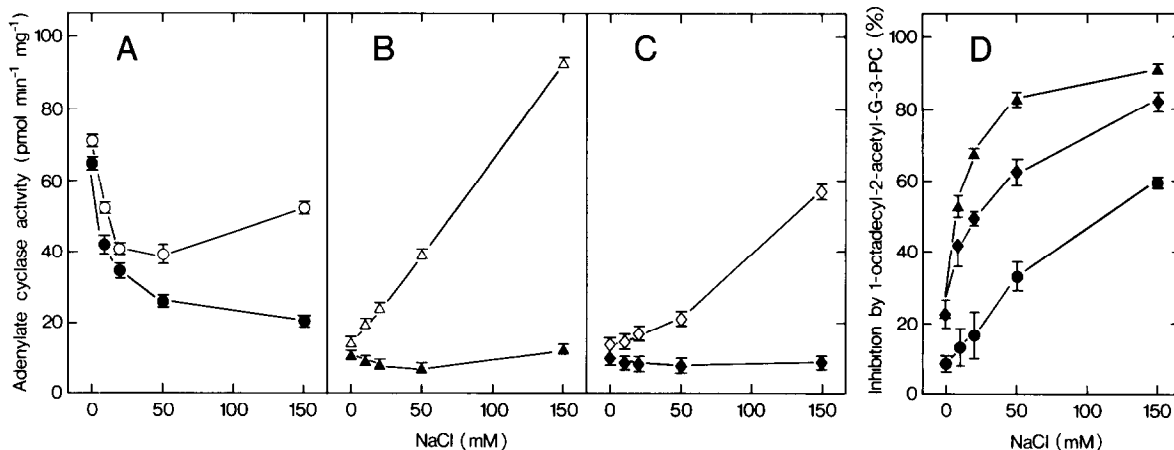 Adenylate cyclase activity (pmol min⁻¹ mg⁻¹)
100
80
60
40
20
0
A
B
C
0 50 100 150
0 50 100 150
0 50 100 150
NaCl (mM)
Inhibition by 1-octadecyl-2-acetyl-G-3-PC (%)
100
80
60
40
20
0
D
0 50 100 150
NaCl (mM)